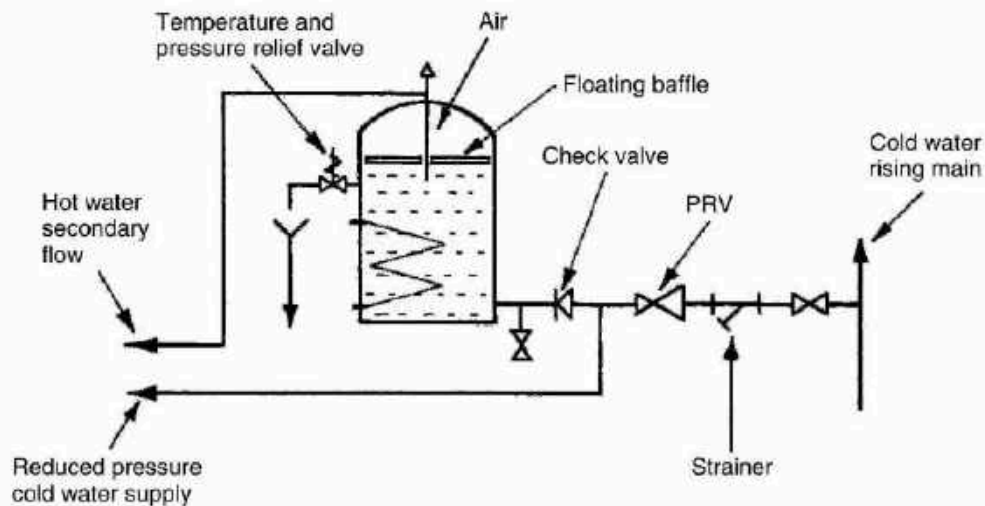 Temperature and
pressure relief valve
Air
Floating baffle
Check valve
Cold water
rising main
PRV
Hot water
secondary
flow
Strainer
Reduced pressure
cold water supply